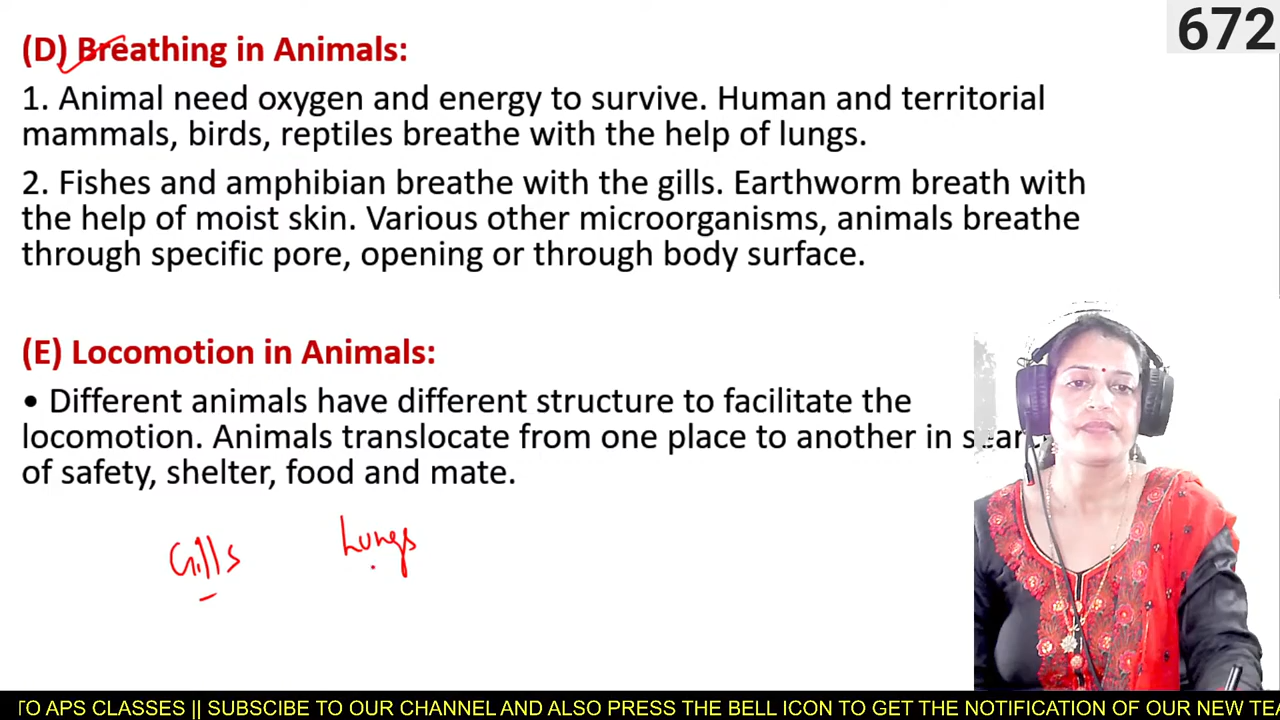 672
(D) Breathing in Animals:
1. Animal need oxygen and energy to survive. Human and territorial
mammals, birds, reptiles breathe with the help of lungs.
2. Fishes and amphibian breathe with the gills. Earthworm breath with
the help of moist skin. Various other microorganisms, animals breathe
through specific pore, opening or through body surface.
(E) Locomotion in Animals:
• Different animals have different structure to facilitate the
locomotion. Animals translocate from one place to another in
of safety, shelter, food and mate.
Gills Lungs
TO APS CLASSES || SUBSCIBE TO OUR CHANNEL AND ALSO PRESS THE BELL ICON TO GET THE NOTIFICATION OF OUR NEW